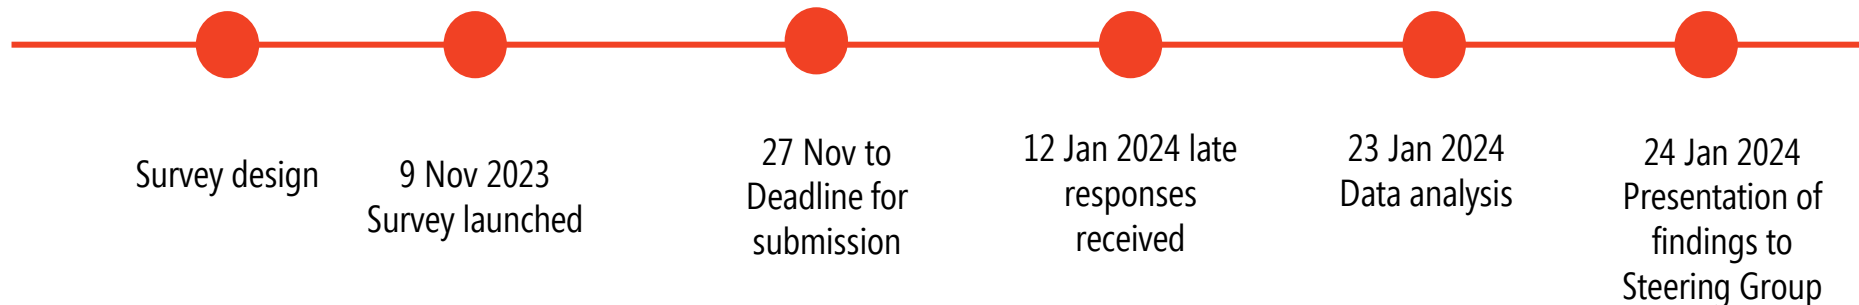 Survey design
9 Nov 2023
Survey launched
27 Nov to
Deadline for
submission
12 Jan 2024 late
responses
received
23 Jan 2024
Data analysis
24 Jan 2024
Presentation of
findings to
Steering Group